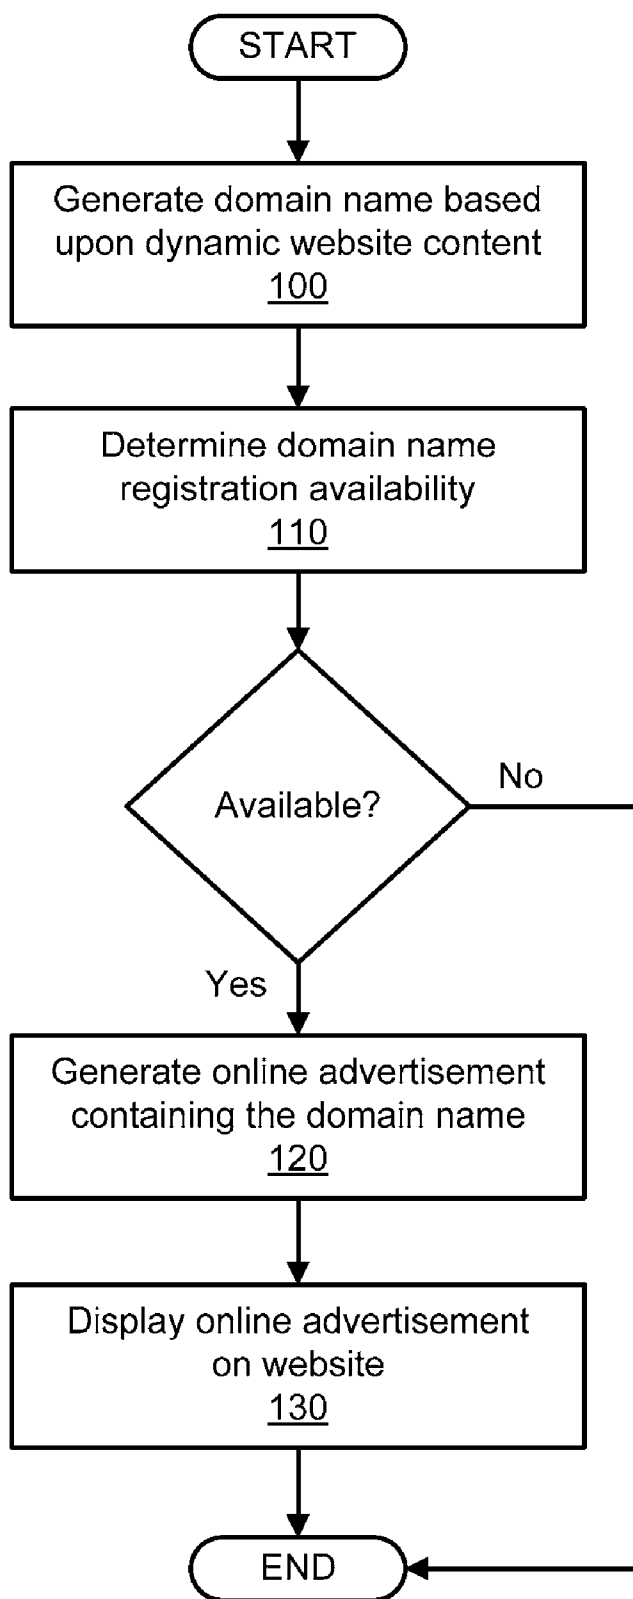 START
Generate domain name based
upon dynamic website content
100
Determine domain name
registration availability
110
Available?
No
Yes
Generate online advertisement
containing the domain name
120
Display online advertisement
on website
130
END